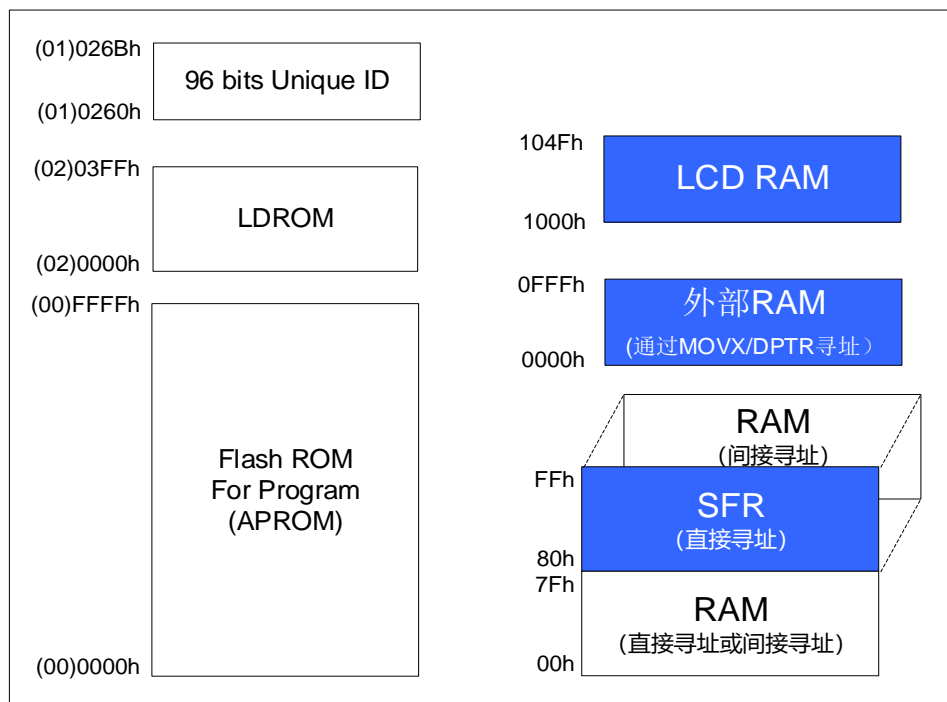 (01)026Bh
96 bits Unique ID
(01)0260h
(02)03FFh
LDROM
(02)0000h
(00)FFFFh
Flash ROM
For Program
(APROM)
(00)0000h
104Fh
LCD RAM
1000h
0FFFh
外部RAM
(通过MOVX/DPTR寻址）
0000h
RAM
(间接寻址)
FFh
SFR
(直接寻址)
80h
7Fh
RAM
(直接寻址或间接寻址)
00h